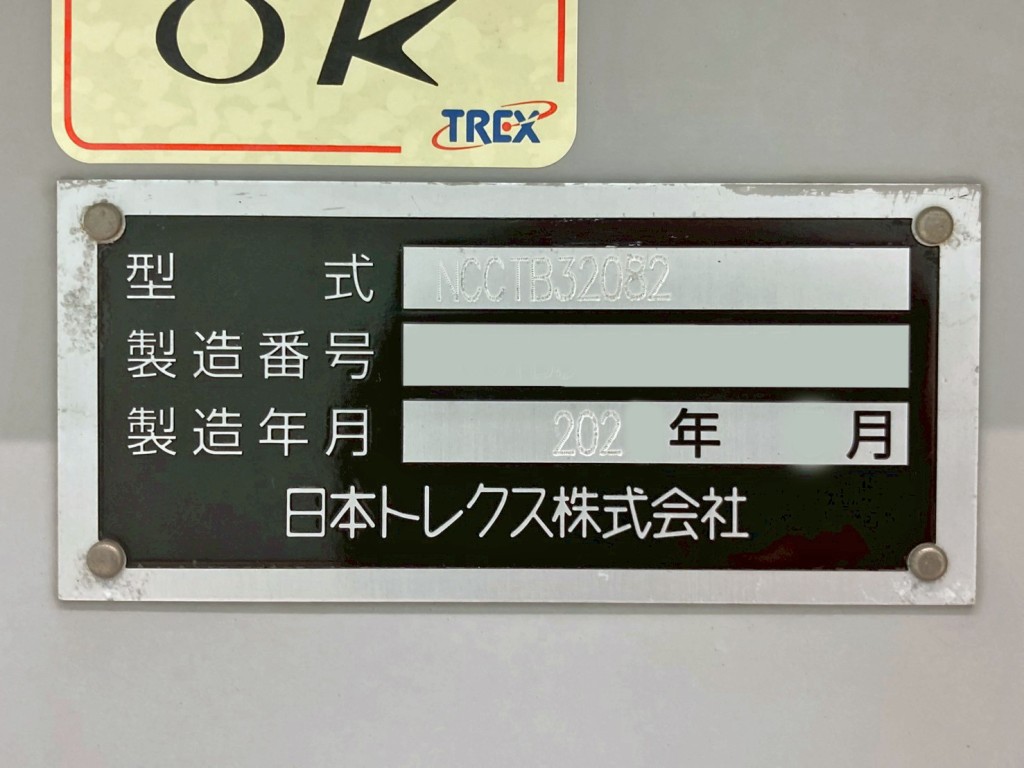 OK
TREX
型式 NCCTB32082
製造番号
製造年月 202 年 月
日本トレクス株式会社